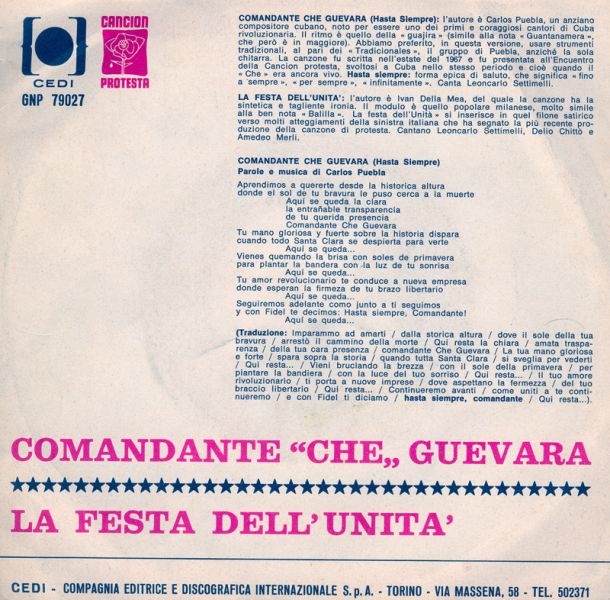 CEDI
CANCION
PROTESTA
GNP 79027
COMANDANTE CHE GUEVARA (Hasta Siempre): l'autore è Carlos Puebla, un anziano
compositore cubano, noto per essere uno dei primi e coraggiosi cantori di Cuba
rivoluzionaria. Il ritmo è quello della « guajira » (simile alla nota « Guantanamera »,
che però è in maggiore). Abbiamo preferito, in questa versione, usare strumenti
tradizionali, al pari dei « Tradicionales », il gruppo di Puebla, anziché la sola
chitarra. La canzone fu scritta nell'estate del 1967 e fu presentata all'Encuentro
della Cancion protesta, svoltosi a Cuba nello stesso periodo e cioè quando il
« Che » era ancora vivo. Hasta siempre: forma epica di saluto, che significa « fino
a sempre », « per sempre », « infinitamente ». Canta Leoncarlo Settimelli.
LA FESTA DELL'UNITA': l'autore è Ivan Della Mea, del quale la canzone ha la
sintetica e tagliente ironia. Il modulo è quello popolare milanese, molto simile
alla ben nota « Balilla ». La festa dell'Unità » si inserisce in quel filone satirico
verso molti atteggiamenti della sinistra italiana che ha segnato la più recente pro-
duzione della canzone di protesta. Cantano Leoncarlo Settimelli, Delio Chittò e
Amedeo Merli.
COMANDANTE CHE GUEVARA (Hasta Siempre)
Parole e musica di Carlos Puebla
Aprendimos a quererte desde la historica altura
donde el sol de tu bravura le puso cerca a la muerte
Aquí se queda la clara
la entrañable transparencia
de tu querida presencia
Comandante Che Guevara
Tu mano gloriosa y fuerte sobre la historia dispara
cuando todo Santa Clara se despierta para verte
Aquí se queda...
Vienes quemando la brisa con soles de primavera
para plantar la bandera con la luz de tu sonrisa
Aquí se queda...
Tu amor revolucionario te conduce a nueva empresa
donde esperan la firmeza de tu brazo libertario
Aquí se queda...
Seguiremos adelante como junto a ti seguimos
y con Fidel te decimos: Hasta siempre, Comandante!
Aquí se queda...
(Traduzione: Imparammo ad amarti / dalla storica altura / dove il sole della tua
bravura / arrestò il cammino della morte / Qui resta la chiara / amata traspa-
renza / della tua cara presenza / comandante Che Guevara / La tua mano gloriosa
e forte / spara sopra la storia / quando tutta Santa Clara / si sveglia per vederti
/ Qui resta... / Vieni bruciando la brezza / con il sole della primavera / per
plantare la bandiera / con la luce del tuo sorriso / Qui resta... / Il tuo amore
rivoluzionario / ti porta a nuove imprese / dove aspettano la fermezza / del tuo
braccio libertario / Qui resta... / Continueremo avanti / come uniti a te conti-
nueremo / e con Fidel ti diciamo / hasta siempre, comandante / Qui resta...).
COMANDANTE “CHE„ GUEVARA
LA FESTA DELL'UNITA'
CEDI - COMPAGNIA EDITRICE E DISCOGRAFICA INTERNAZIONALE S.p.A. - TORINO - VIA MASSENA, 58 - TEL. 502371